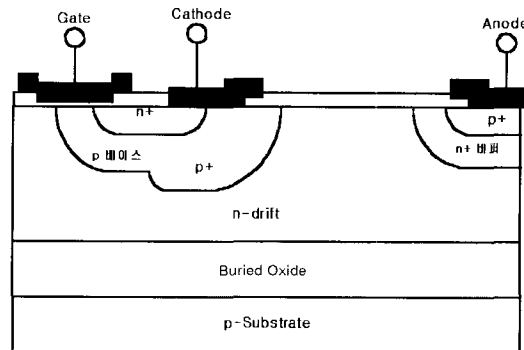 Gate
Cathode
Anode
n+
p+
p 베이스
p+
n+ 버퍼
n-drift
Buried Oxide
p-Substrate